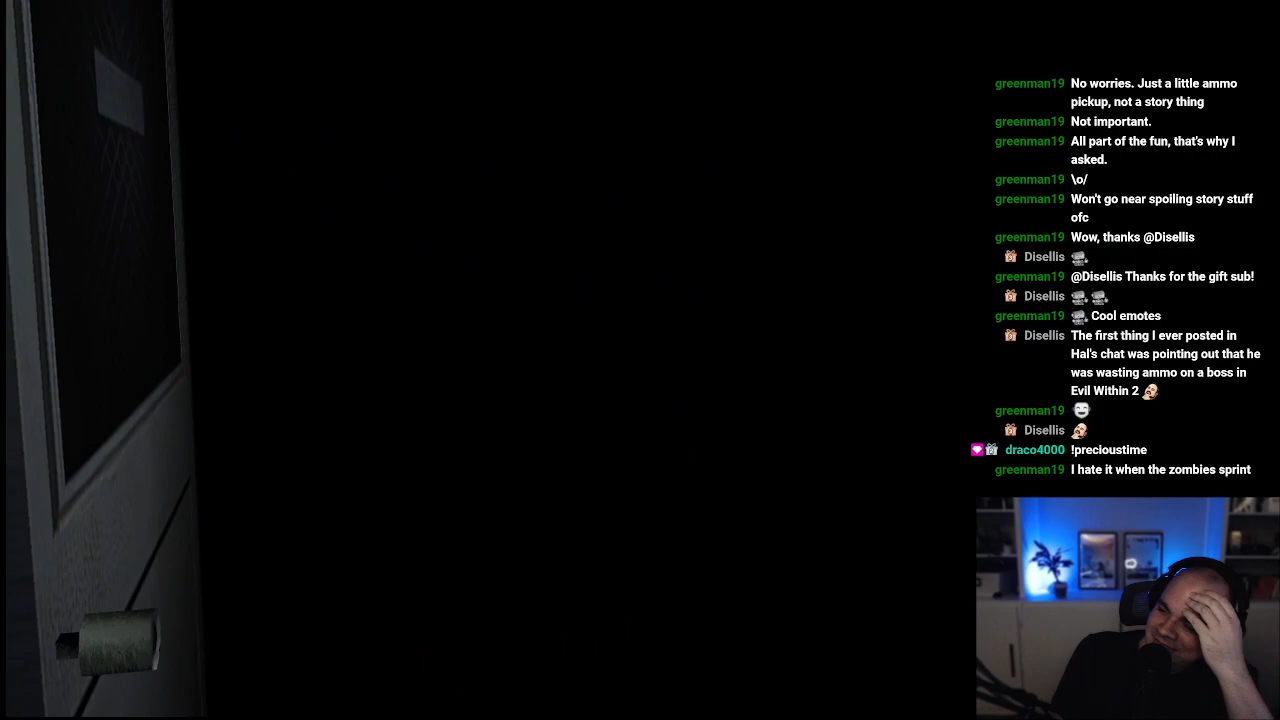 greenman19 No worries. Just a little ammo
pickup, not a story thing
greenman19 Not important.
greenman19 All part of the fun, that's why I
asked.
greenman19 \o/
greenman19 Won't go near spoiling story stuff
ofc
greenman19 Wow, thanks @Disellis
Disellis
greenman19 @Disellis Thanks for the gift sub!
Disellis
greenman19 Cool emotes
Disellis The first thing I ever posted in
Hal's chat was pointing out that he
was wasting ammo on a boss in
Evil Within 2
greenman19
Disellis
draco4000 !precioustime
greenman19 I hate it when the zombies sprint